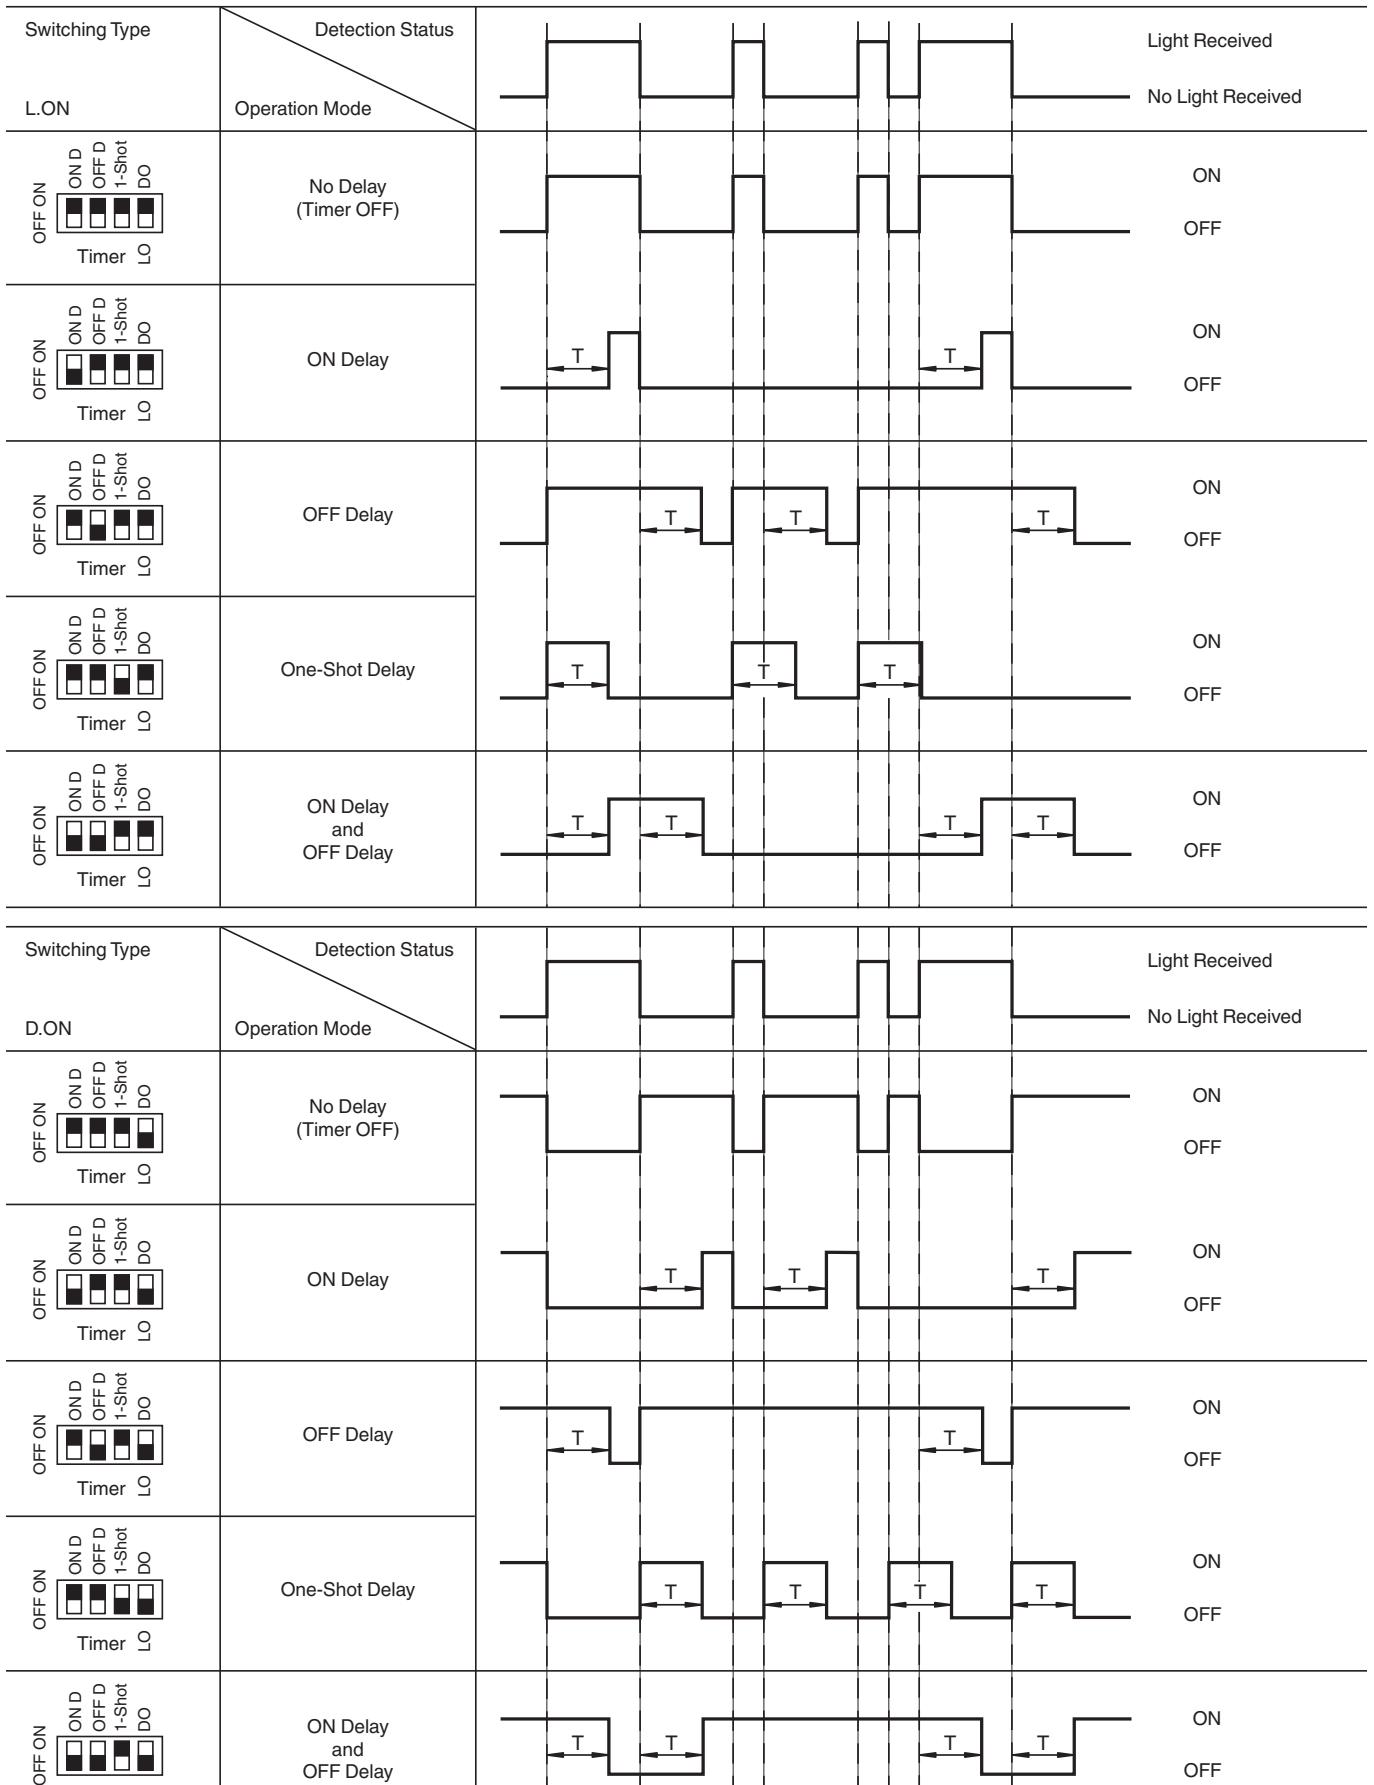 Switching Type
Detection Status
L.ON
Operation Mode
Light Received
No Light Received
ON D
OFF D
1-Shot
DO
OFF ON
Timer
LO
No Delay
(Timer OFF)
ON
OFF
ON D
OFF D
1-Shot
DO
OFF ON
Timer
LO
ON Delay
T
T
ON
OFF
ON D
OFF D
1-Shot
DO
OFF ON
Timer
LO
OFF Delay
T
T
T
ON
OFF
ON D
OFF D
1-Shot
DO
OFF ON
Timer
LO
One-Shot Delay
T
T
T
ON
OFF
ON D
OFF D
1-Shot
DO
OFF ON
Timer
LO
ON Delay
and
OFF Delay
T
T
T
T
ON
OFF
Switching Type
Detection Status
D.ON
Operation Mode
Light Received
No Light Received
ON D
OFF D
1-Shot
DO
OFF ON
Timer
LO
No Delay
(Timer OFF)
ON
OFF
ON D
OFF D
1-Shot
DO
OFF ON
Timer
LO
ON Delay
T
T
T
ON
OFF
ON D
OFF D
1-Shot
DO
OFF ON
Timer
LO
OFF Delay
T
T
ON
OFF
ON D
OFF D
1-Shot
DO
OFF ON
Timer
LO
One-Shot Delay
T
T
T
T
ON
OFF
ON D
OFF D
1-Shot
DO
OFF ON
ON Delay
and
OFF Delay
T
T
T
T
ON
OFF